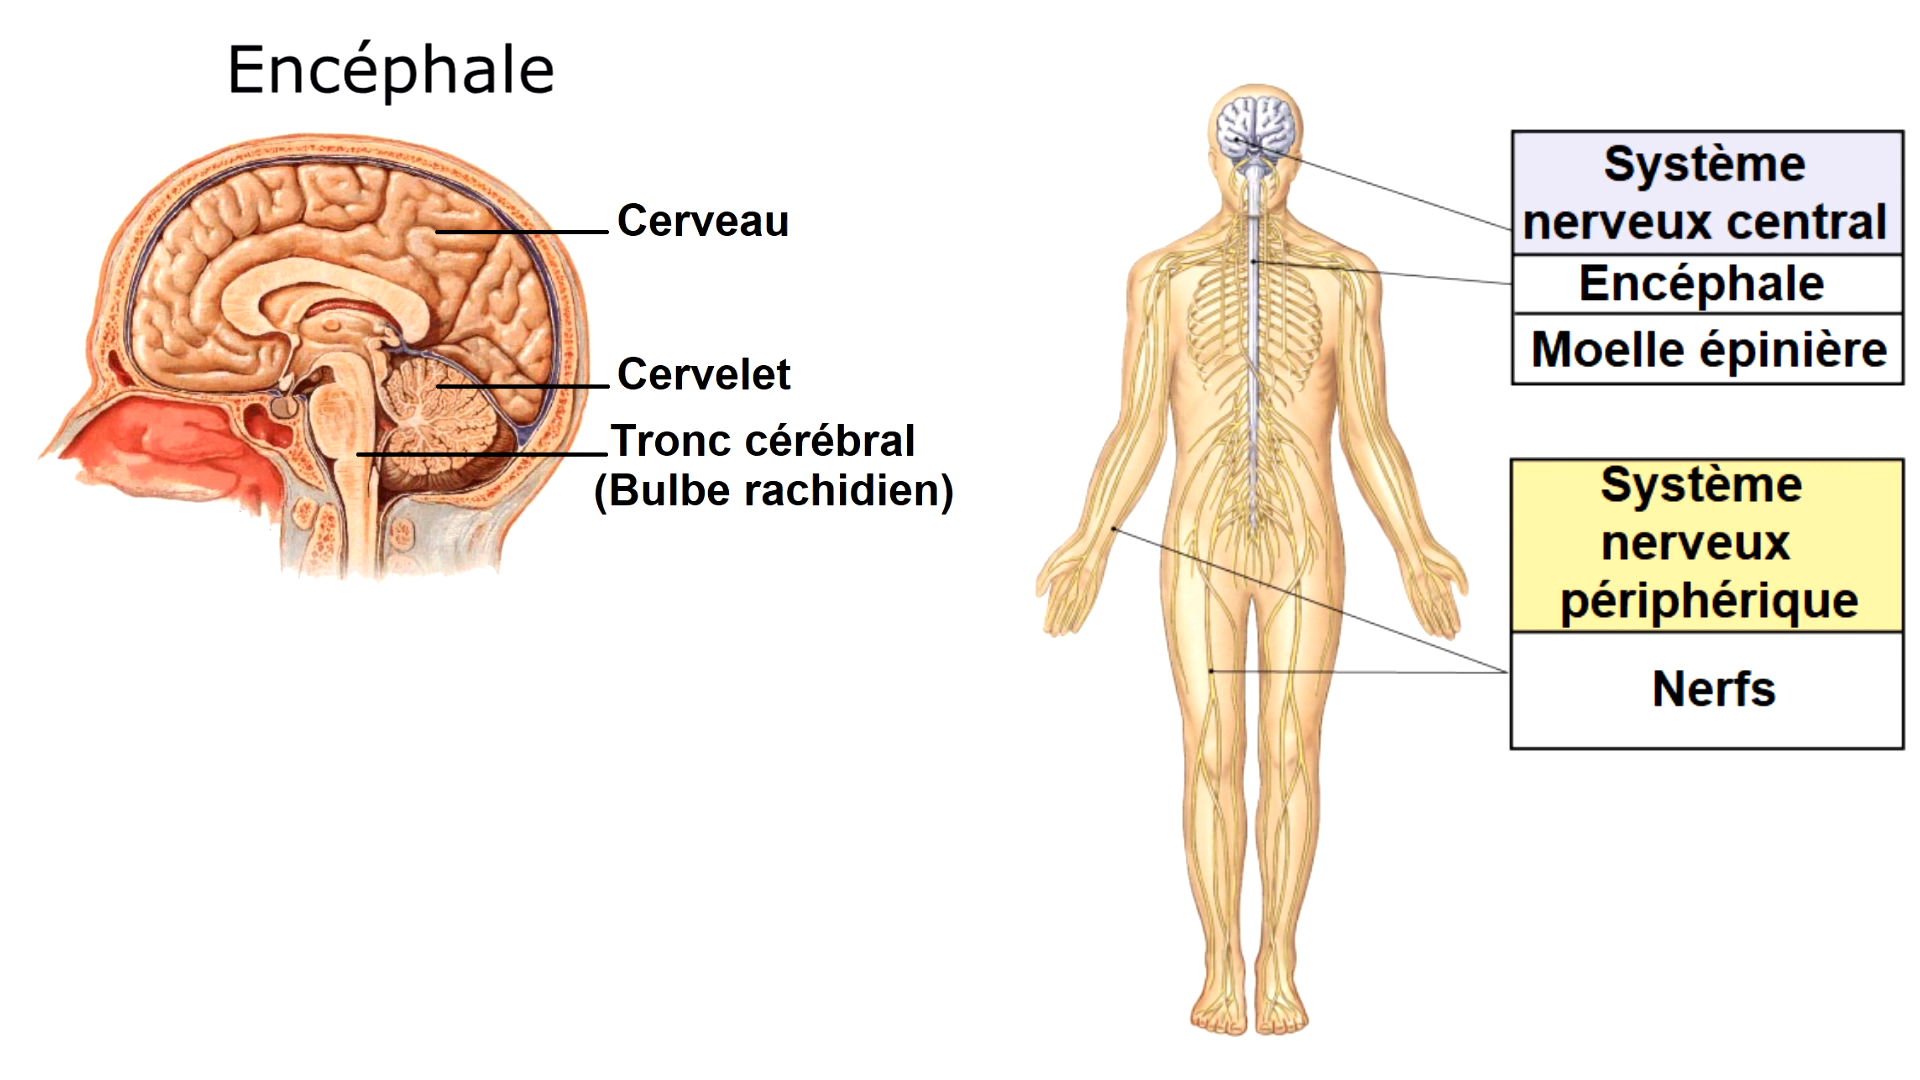 Encéphale
Cerveau
Cervelet
Tronc cérébral
(Bulbe rachidien)
Système
nerveux central
Encéphale
Moelle épinière
Système
nerveux
périphérique
Nerfs